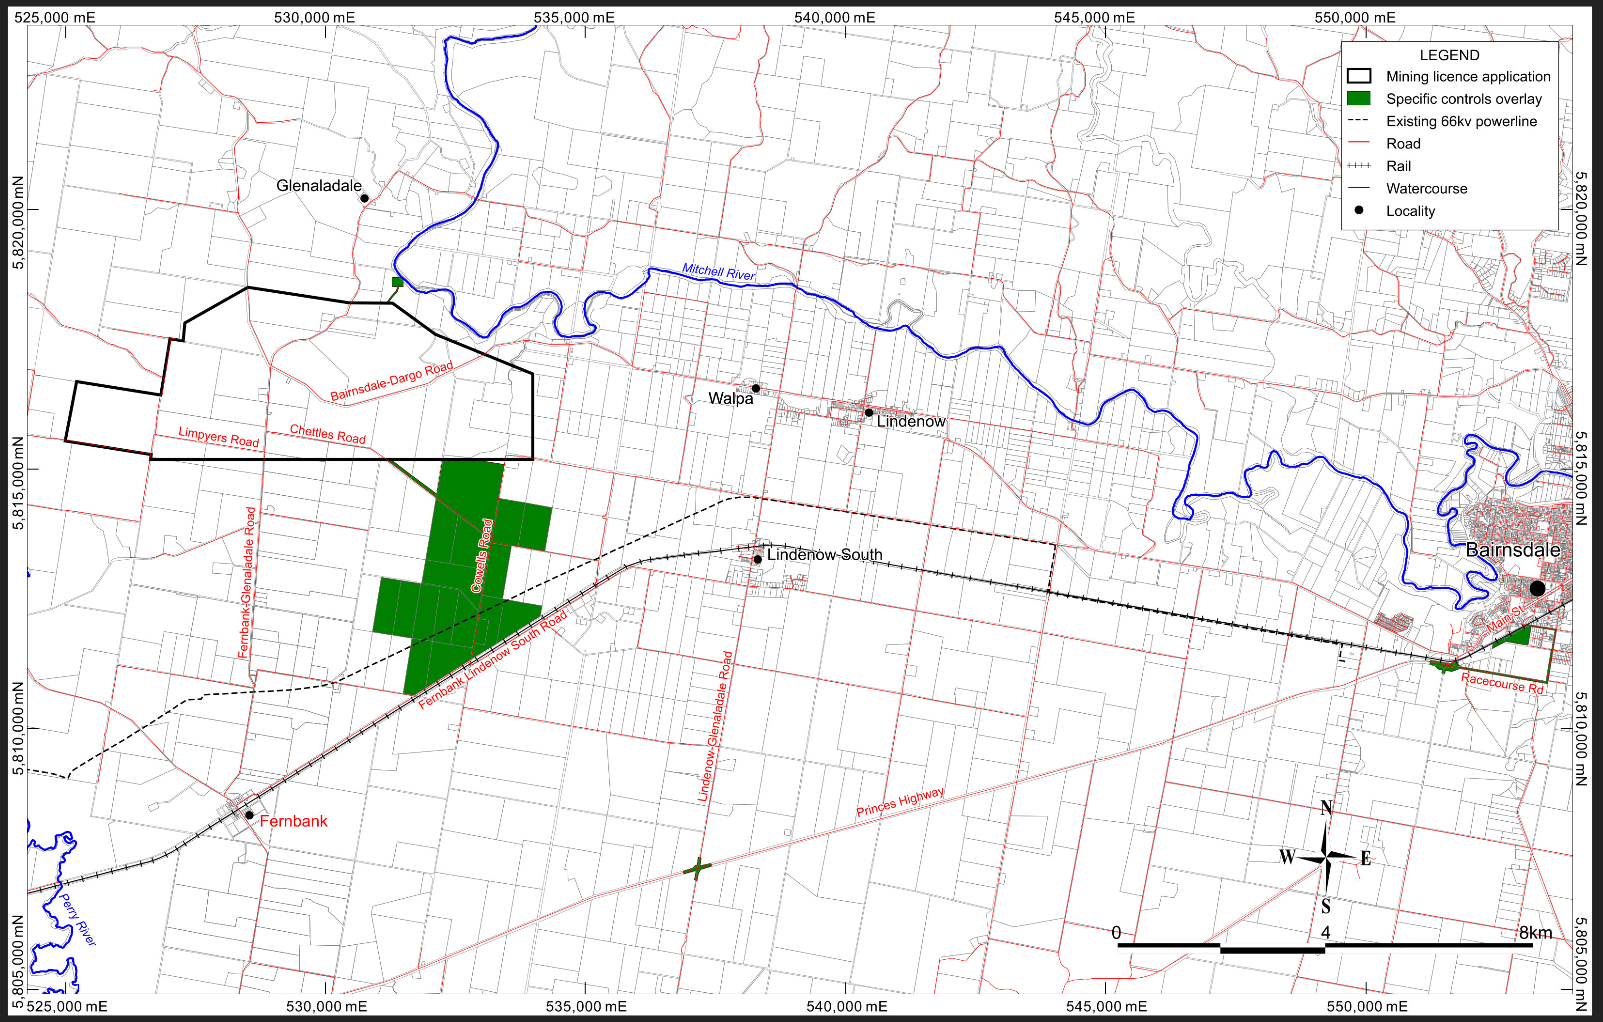 525,000 mE
530,000 mE
535,000 mE
540,000 mE
545,000 mE
550,000 mE
LEGEND
Mining licence application
Specific controls overlay
Existing 66kv powerline
Road
Rail
Watercourse
Locality
5,820,000 mN
5,820,000 mN
Glenaladale
Mitchell River
Bairnsdale-Dargo Road
Walpa
Lindenow
Limpyers Road
Chettles Road
5,815,000 mN
5,815,000 mN
Fernbank-Glenaladale Road
Cowells Road
Lindenow South
Bairnsdale
Main St
Fernbank Lindenow South Road
Lindenow-Glenaladale Road
Racecourse Rd
5,810,000 mN
5,810,000 mN
Princes Highway
Fernbank
N
W
E
S
Perry River
0
4
8km
5,805,000 mN
5,805,000 mN
525,000 mE
530,000 mE
535,000 mE
540,000 mE
545,000 mE
550,000 mE